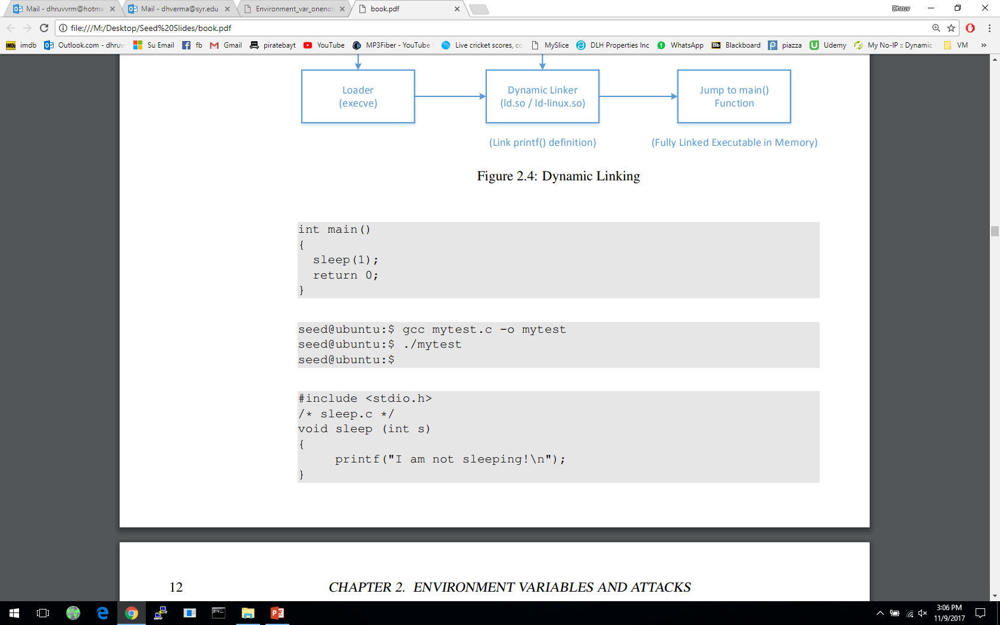 Mail - dhruvvrm@hotma
Mail - dhverma@syr.edu
Environment_var_onenot
book.pdf
Dhruv
file:///M:/Desktop/Seed%20Slides/book.pdf
IMDb imdb
Outlook.com - dhruv
Su Email
fb
Gmail
piratebayt
YouTube
MP3Fiber - YouTube
Live cricket scores, co
MySlice
DLH Properties Inc
WhatsApp
Bb Blackboard
piazza
Udemy
My No-IP :: Dynamic
VM
»
Loader
(execve)
Dynamic Linker
(ld.so / ld-linux.so)
Jump to main()
Function
(Link printf() definition)
(Fully Linked Executable in Memory)
Figure 2.4: Dynamic Linking
int main()
{
sleep(1);
return 0;
}
seed@ubuntu:$ gcc mytest.c -o mytest
seed@ubuntu:$ ./mytest
seed@ubuntu:$
#include <stdio.h>
/* sleep.c */
void sleep (int s)
{
printf("I am not sleeping!\n");
}
12
CHAPTER 2. ENVIRONMENT VARIABLES AND ATTACKS
3:06 PM
11/9/2017